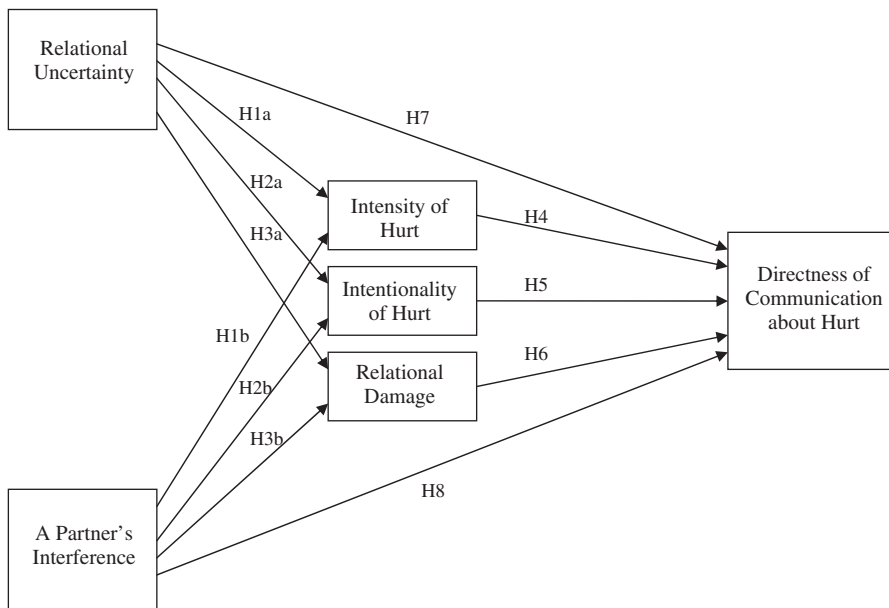 Relational
Uncertainty
H1a
H7
H2a
Intensity of
Hurt
H4
H3a
Directness of
Communication
about Hurt
Intentionality
of Hurt
H5
H1b
H6
Relational
Damage
H2b
H3b
H8
A Partner’s
Interference